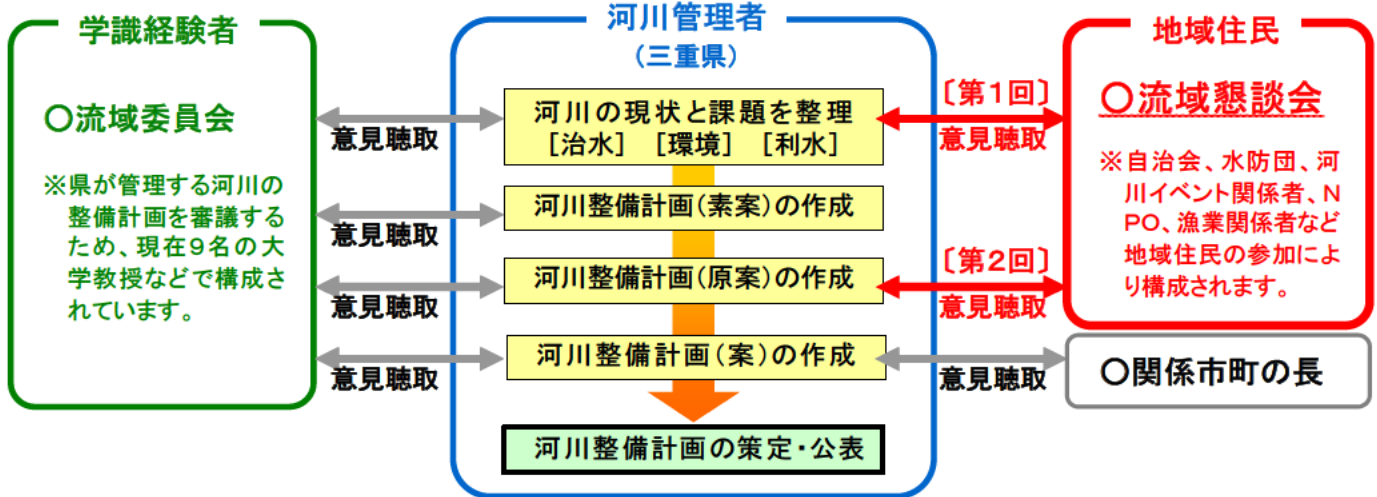 学識経験者
〇流域委員会
※県が管理する河川の
整備計画を審議する
ため、現在９名の大
学教授などで構成さ
れています。
意見聴取
意見聴取
意見聴取
意見聴取
河川管理者
（三重県）
河川の現状と課題を整理
［治水］ ［環境］ ［利水］
河川整備計画（素案）の作成
河川整備計画（原案）の作成
河川整備計画（案）の作成
河川整備計画の策定・公表
〔第１回〕
意見聴取
〔第２回〕
意見聴取
意見聴取
地域住民
〇流域懇談会
※自治会、水防団、河
川イベント関係者、Ｎ
ＰＯ、漁業関係者など
地域住民の参加によ
り構成されます。
〇関係市町の長